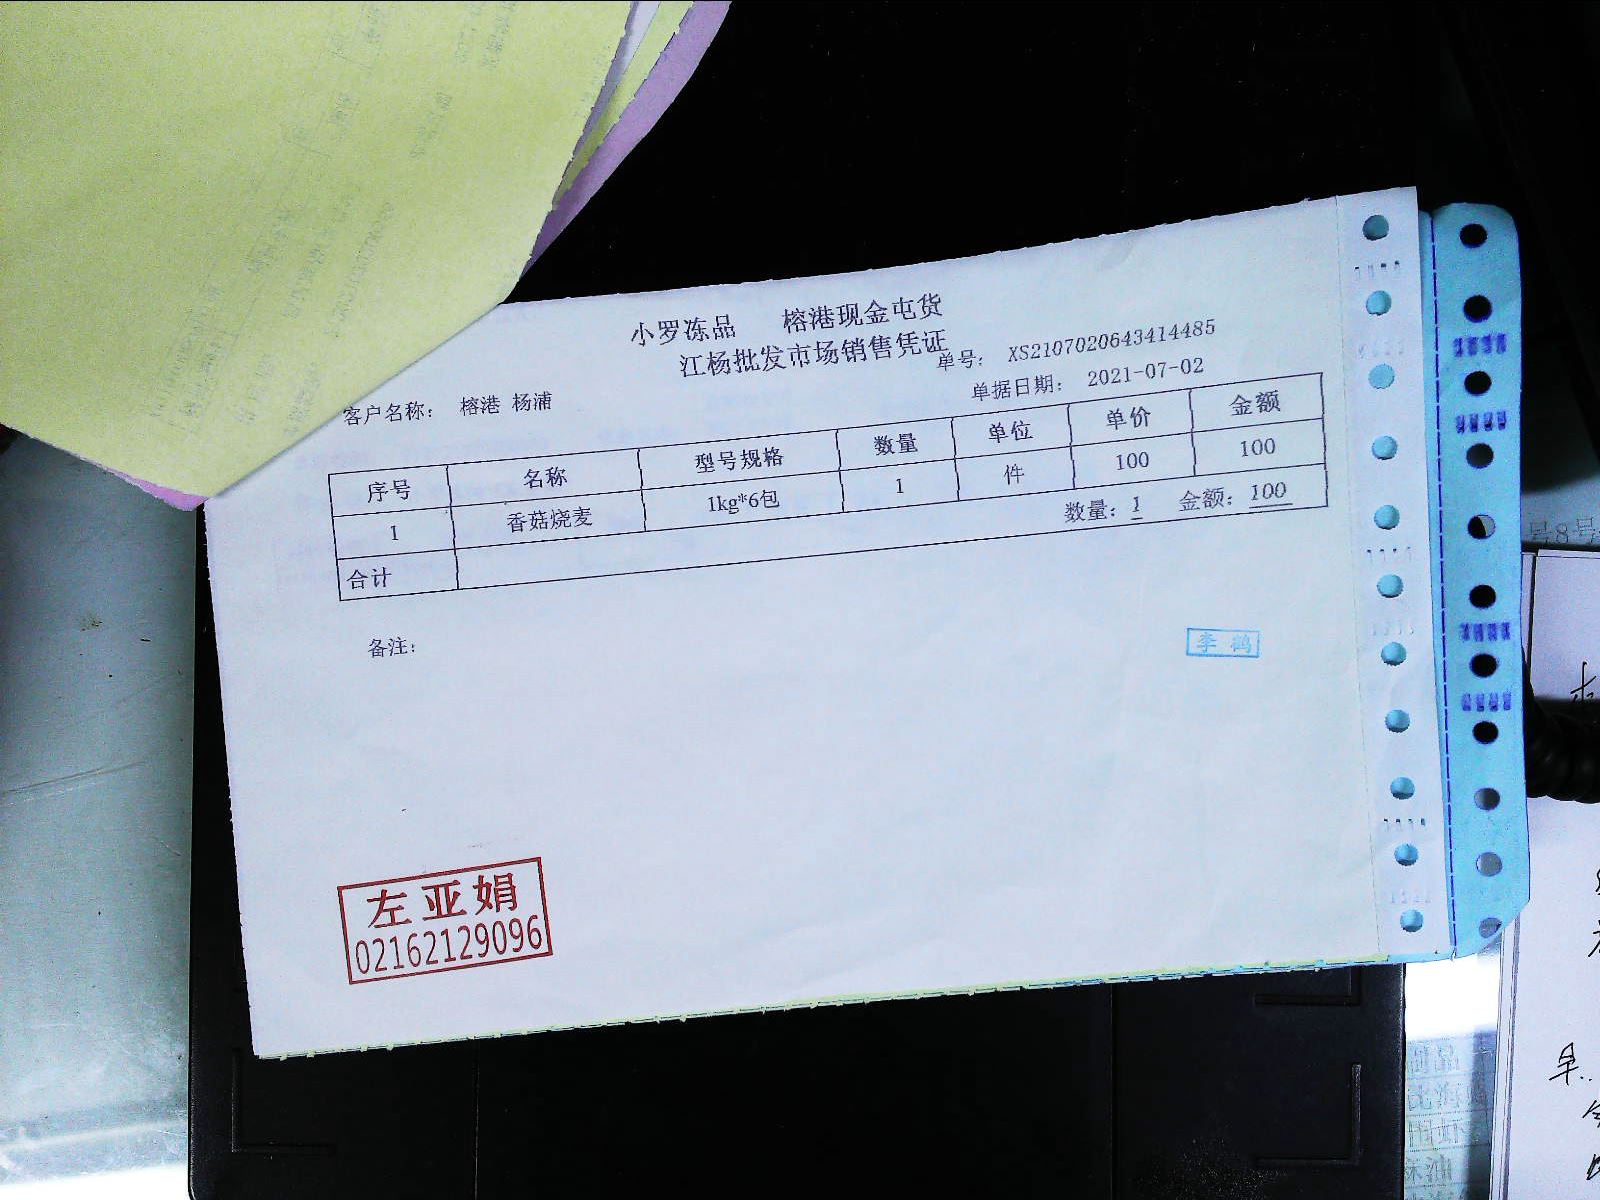 小罗冻品 榕港现金屯货
江杨批发市场销售凭证
单号： XS2107020643414485
客户名称： 榕港 杨浦
单据日期： 2021-07-02
序号 名称 型号规格 数量 单位 单价 金额
1 香菇烧麦 1kg*6包 1 件 100 100
合计 数量：1 金额：100
备注：
李 鹤
左亚娟
02162129096
号8号